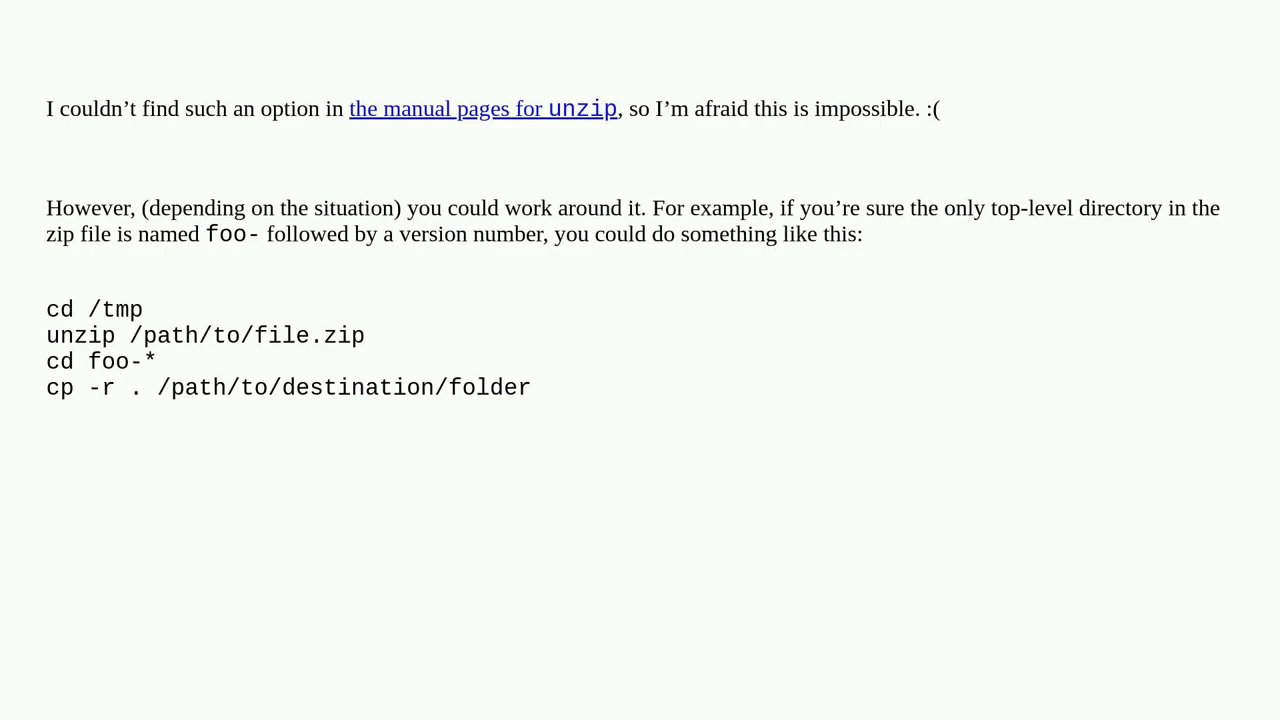 I couldn’t find such an option in the manual pages for unzip, so I’m afraid this is impossible. :(
However, (depending on the situation) you could work around it. For example, if you’re sure the only top-level directory in the
zip file is named foo- followed by a version number, you could do something like this:
cd /tmp
unzip /path/to/file.zip
cd foo-*
cp -r . /path/to/destination/folder